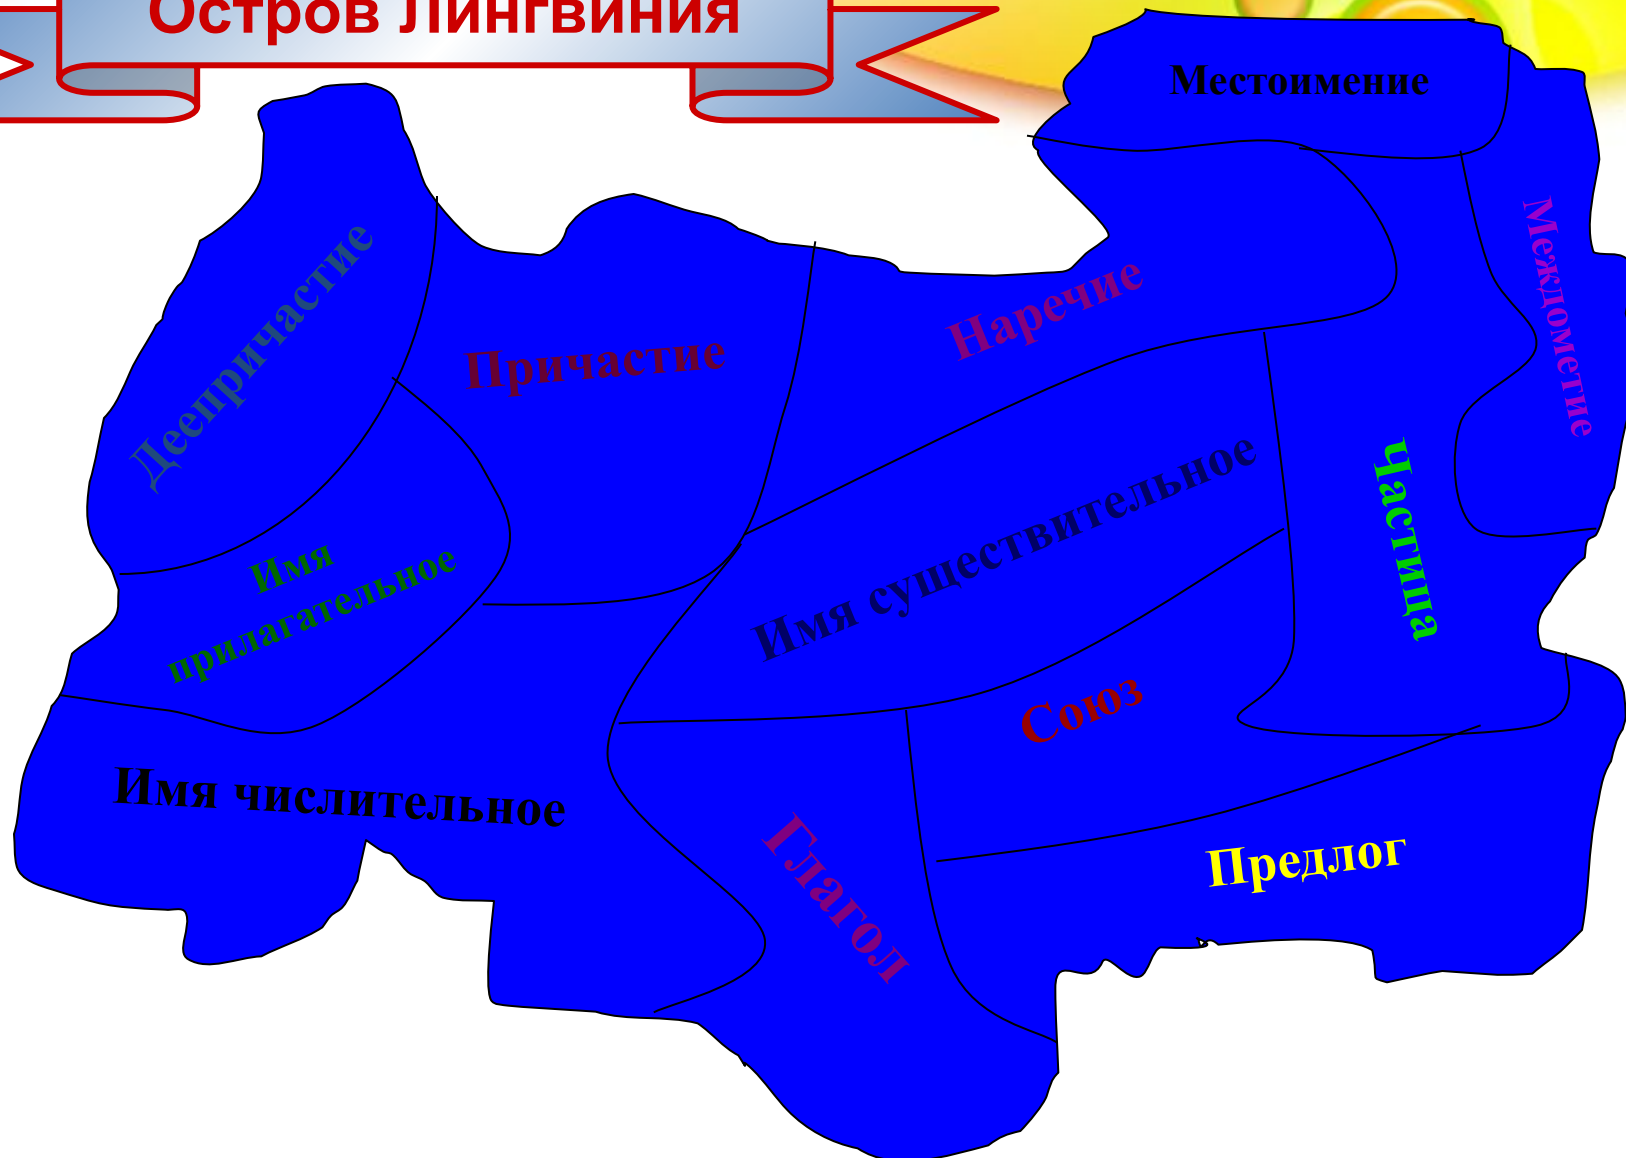 Остров Лингвиния
Местоимение
Междометие
Деепричастие
Причастие
Наречие
Имя существительное
Частица
Имя
прилагательное
Союз
Имя числительное
Глагол
Предлог